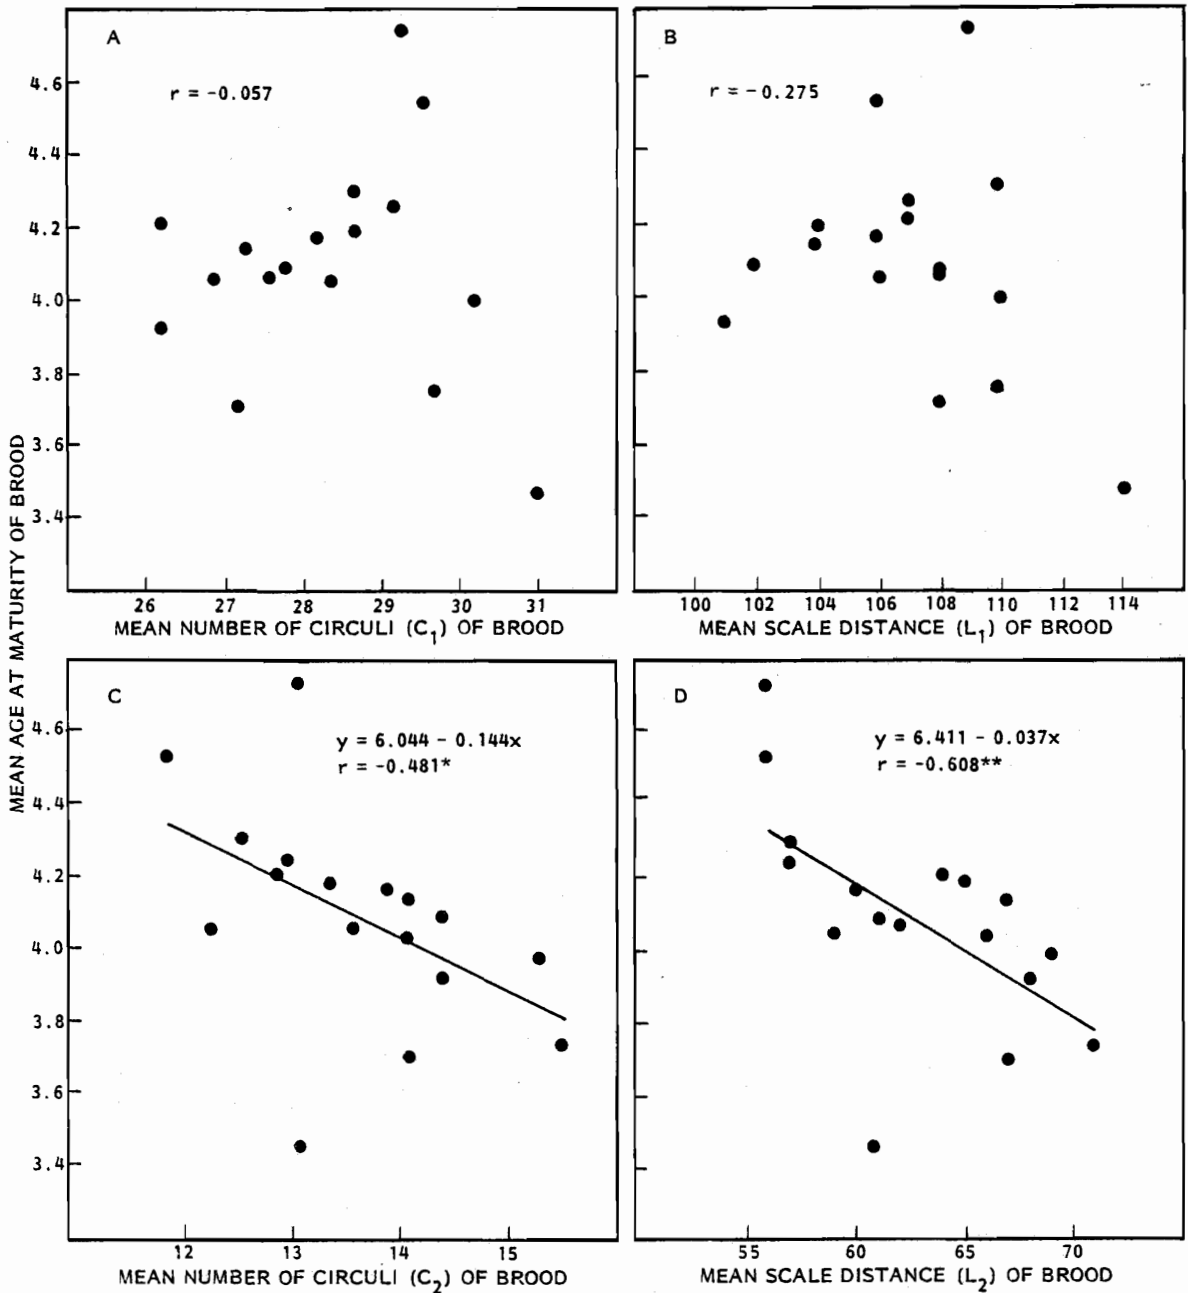 MEAN AGE AT MATURITY OF BROOD
A
r = -0.057
4.6
4.4
4.2
4.0
3.8
3.6
3.4
26 27 28 29 30 31
MEAN NUMBER OF CIRCULI (C1) OF BROOD
B
r = -0.275
100 102 104 106 108 110 112 114
MEAN SCALE DISTANCE (L1) OF BROOD
C
y = 6.044 - 0.144x
r = -0.481*
4.6
4.4
4.2
4.0
3.8
3.6
3.4
12 13 14 15
MEAN NUMBER OF CIRCULI (C2) OF BROOD
D
y = 6.411 - 0.037x
r = -0.608**
55 60 65 70
MEAN SCALE DISTANCE (L2) OF BROOD